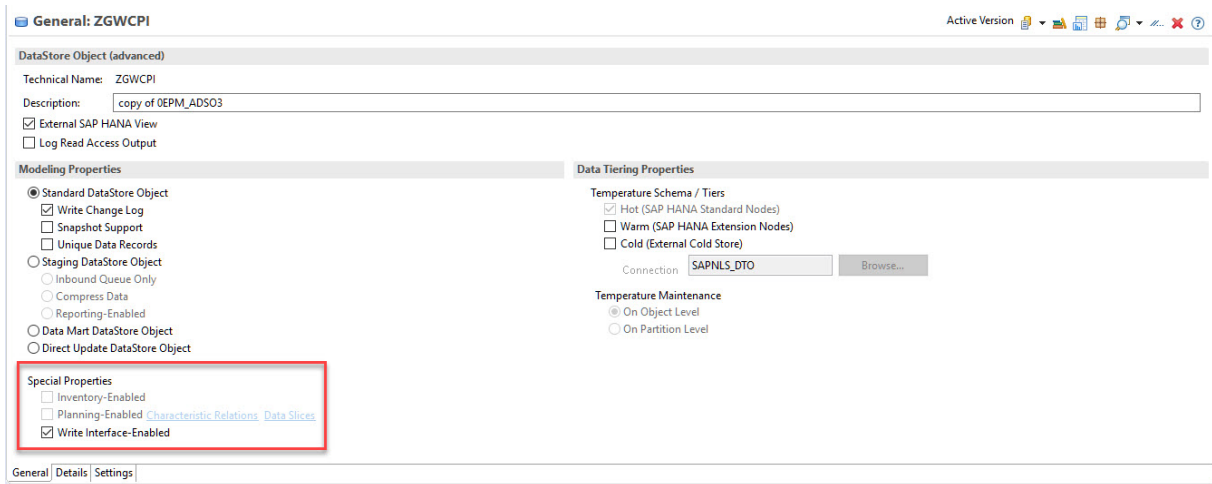 General: ZGWCPI
Active Version
DataStore Object (advanced)
Technical Name: ZGWCPI
Description: copy of 0EPM_ADSO3
External SAP HANA View
Log Read Access Output
Modeling Properties
Standard DataStore Object
Write Change Log
Snapshot Support
Unique Data Records
Staging DataStore Object
Inbound Queue Only
Compress Data
Reporting-Enabled
Data Mart DataStore Object
Direct Update DataStore Object
Special Properties
Inventory-Enabled
Planning-Enabled Characteristic Relations Data Slices
Write Interface-Enabled
Data Tiering Properties
Temperature Schema / Tiers
Hot (SAP HANA Standard Nodes)
Warm (SAP HANA Extension Nodes)
Cold (External Cold Store)
Connection SAPNLS_DTO Browse...
Temperature Maintenance
On Object Level
On Partition Level
General Details Settings